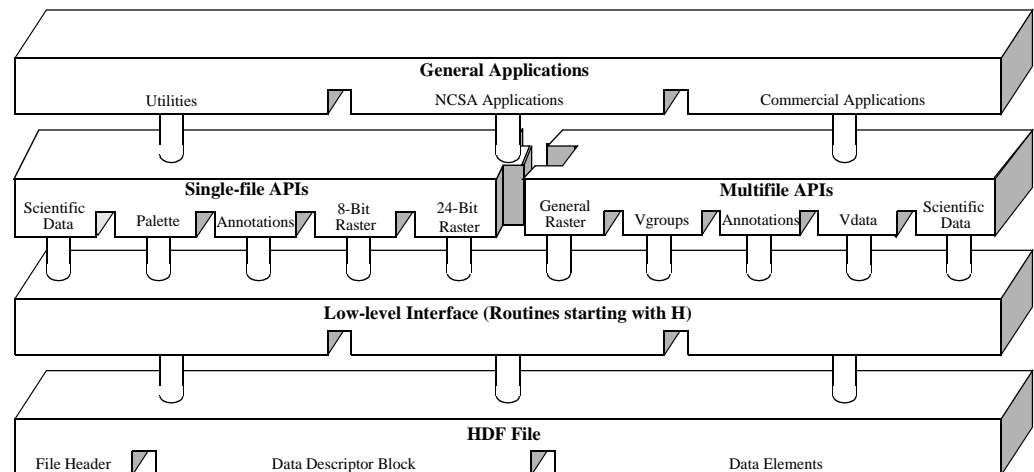 General Applications
Utilities NCSA Applications Commercial Applications
Single-file APIs
Scientific Data Palette Annotations 8-Bit Raster 24-Bit Raster
Multifile APIs
General Raster Vgroups Annotations Vdata Scientific Data
Low-level Interface (Routines starting with H)
HDF File
File Header Data Descriptor Block Data Elements